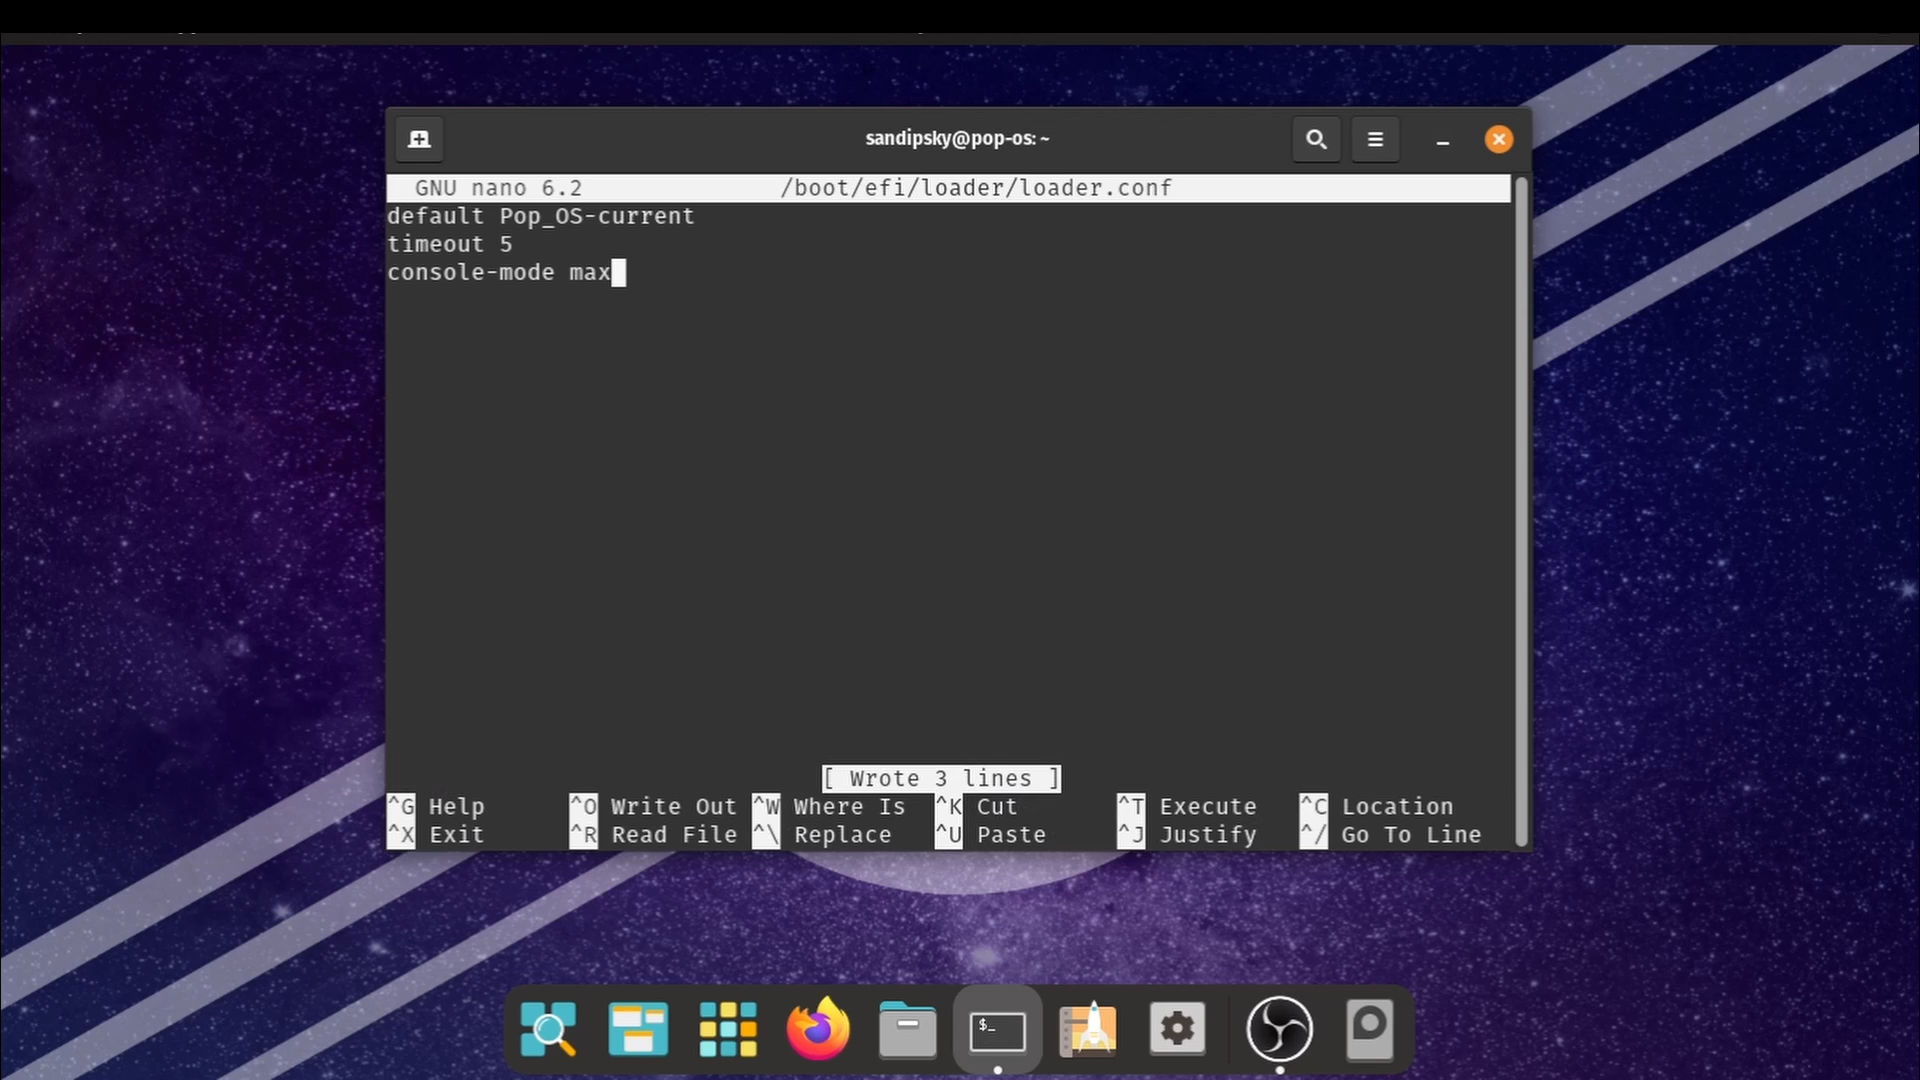 sandipsky@pop-os: ~
GNU nano 6.2 /boot/efi/loader/loader.conf
default Pop_OS-current
timeout 5
console-mode max
[ Wrote 3 lines ]
^G Help ^O Write Out ^W Where Is ^K Cut ^T Execute ^C Location
^X Exit ^R Read File ^\ Replace ^U Paste ^J Justify ^/ Go To Line
$_